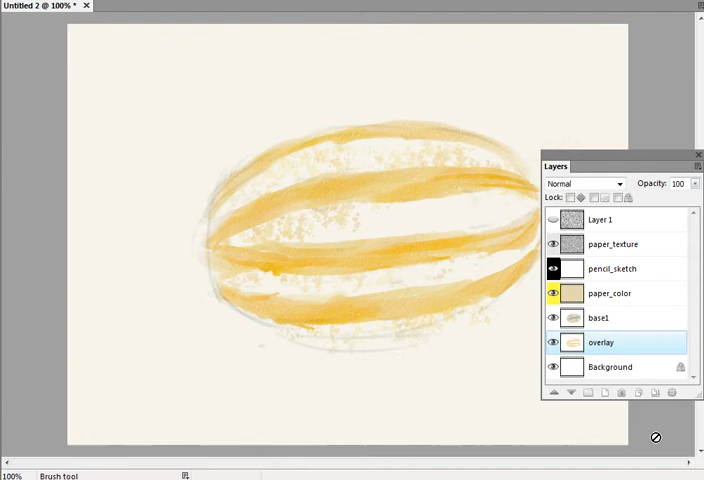 Untitled 2 @ 100% *
Layers
Normal Opacity: 100
Lock:
Layer 1
paper_texture
pencil_sketch
paper_color
base1
overlay
Background
100% Brush tool